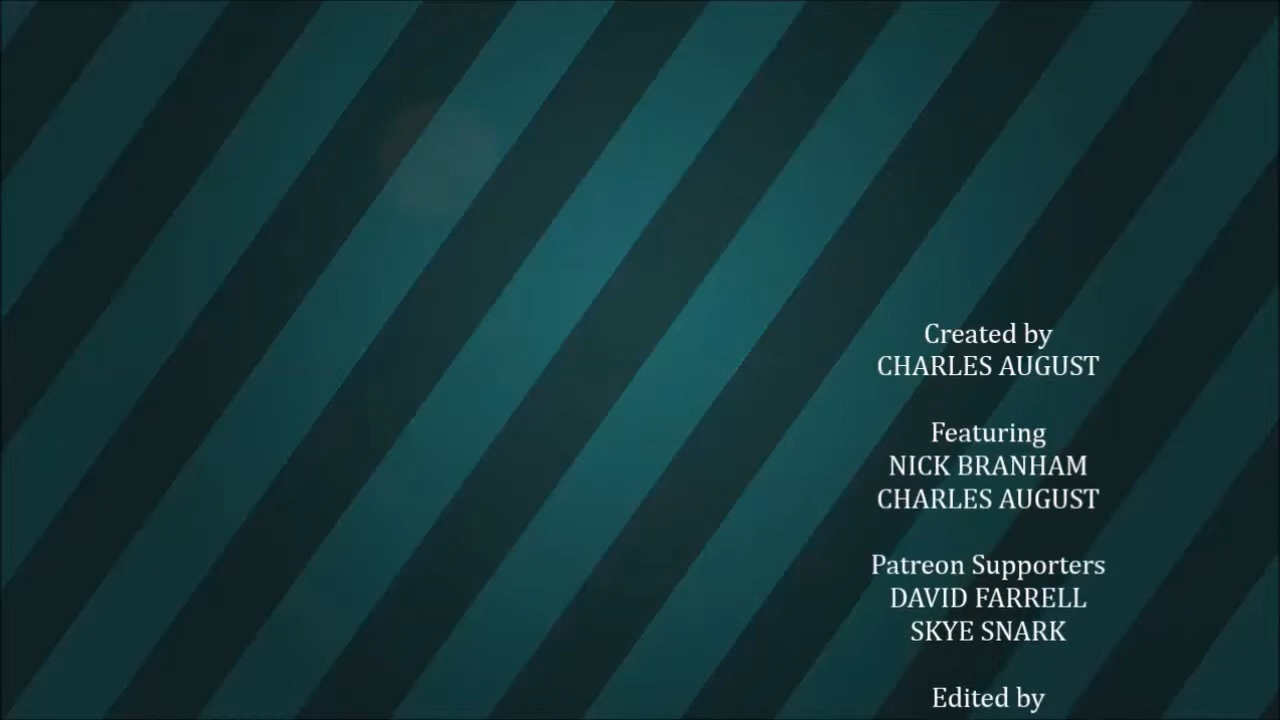 Created by
CHARLES AUGUST
Featuring
NICK BRANHAM
CHARLES AUGUST
Patreon Supporters
DAVID FARRELL
SKYE SNARK
Edited by